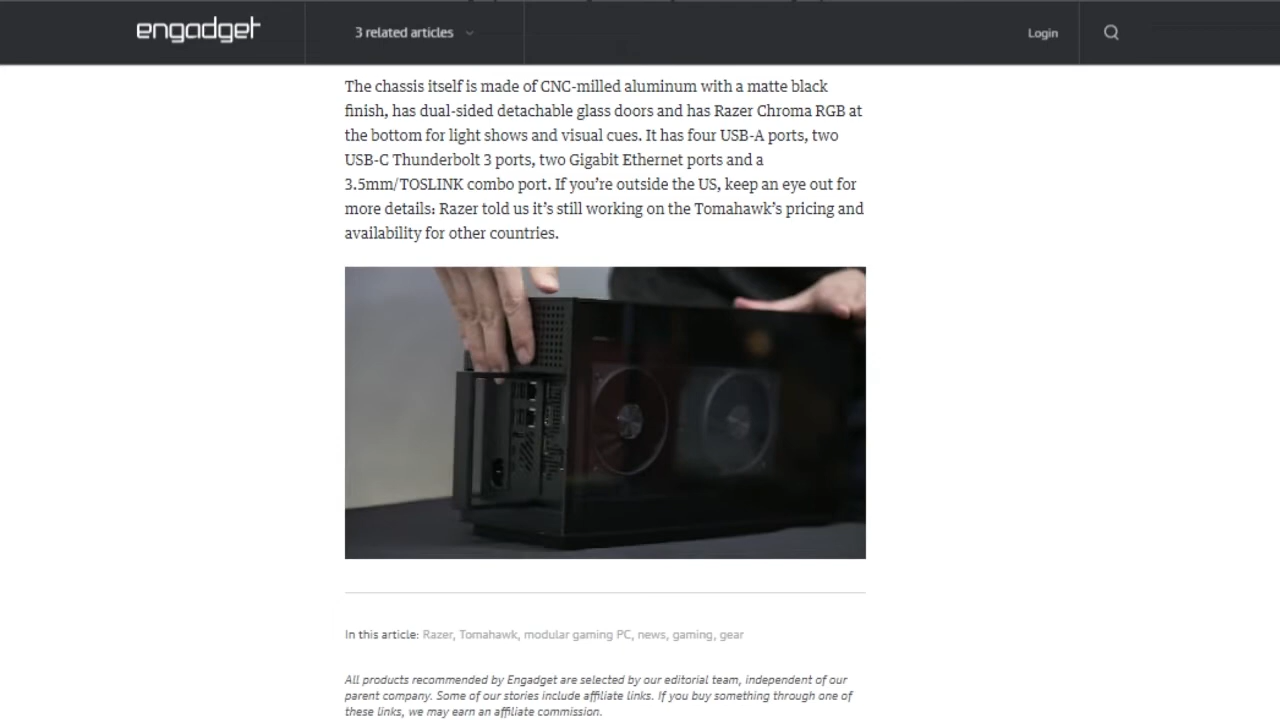 engadget
3 related articles
Login
The chassis itself is made of CNC-milled aluminum with a matte black
finish, has dual-sided detachable glass doors and has Razer Chroma RGB at
the bottom for light shows and visual cues. It has four USB-A ports, two
USB-C Thunderbolt 3 ports, two Gigabit Ethernet ports and a
3.5mm/TOSLINK combo port. If you’re outside the US, keep an eye out for
more details: Razer told us it’s still working on the Tomahawk’s pricing and
availability for other countries.
In this article: Razer, Tomahawk, modular gaming PC, news, gaming, gear
All products recommended by Engadget are selected by our editorial team, independent of our
parent company. Some of our stories include affiliate links. If you buy something through one of
these links, we may earn an affiliate commission.